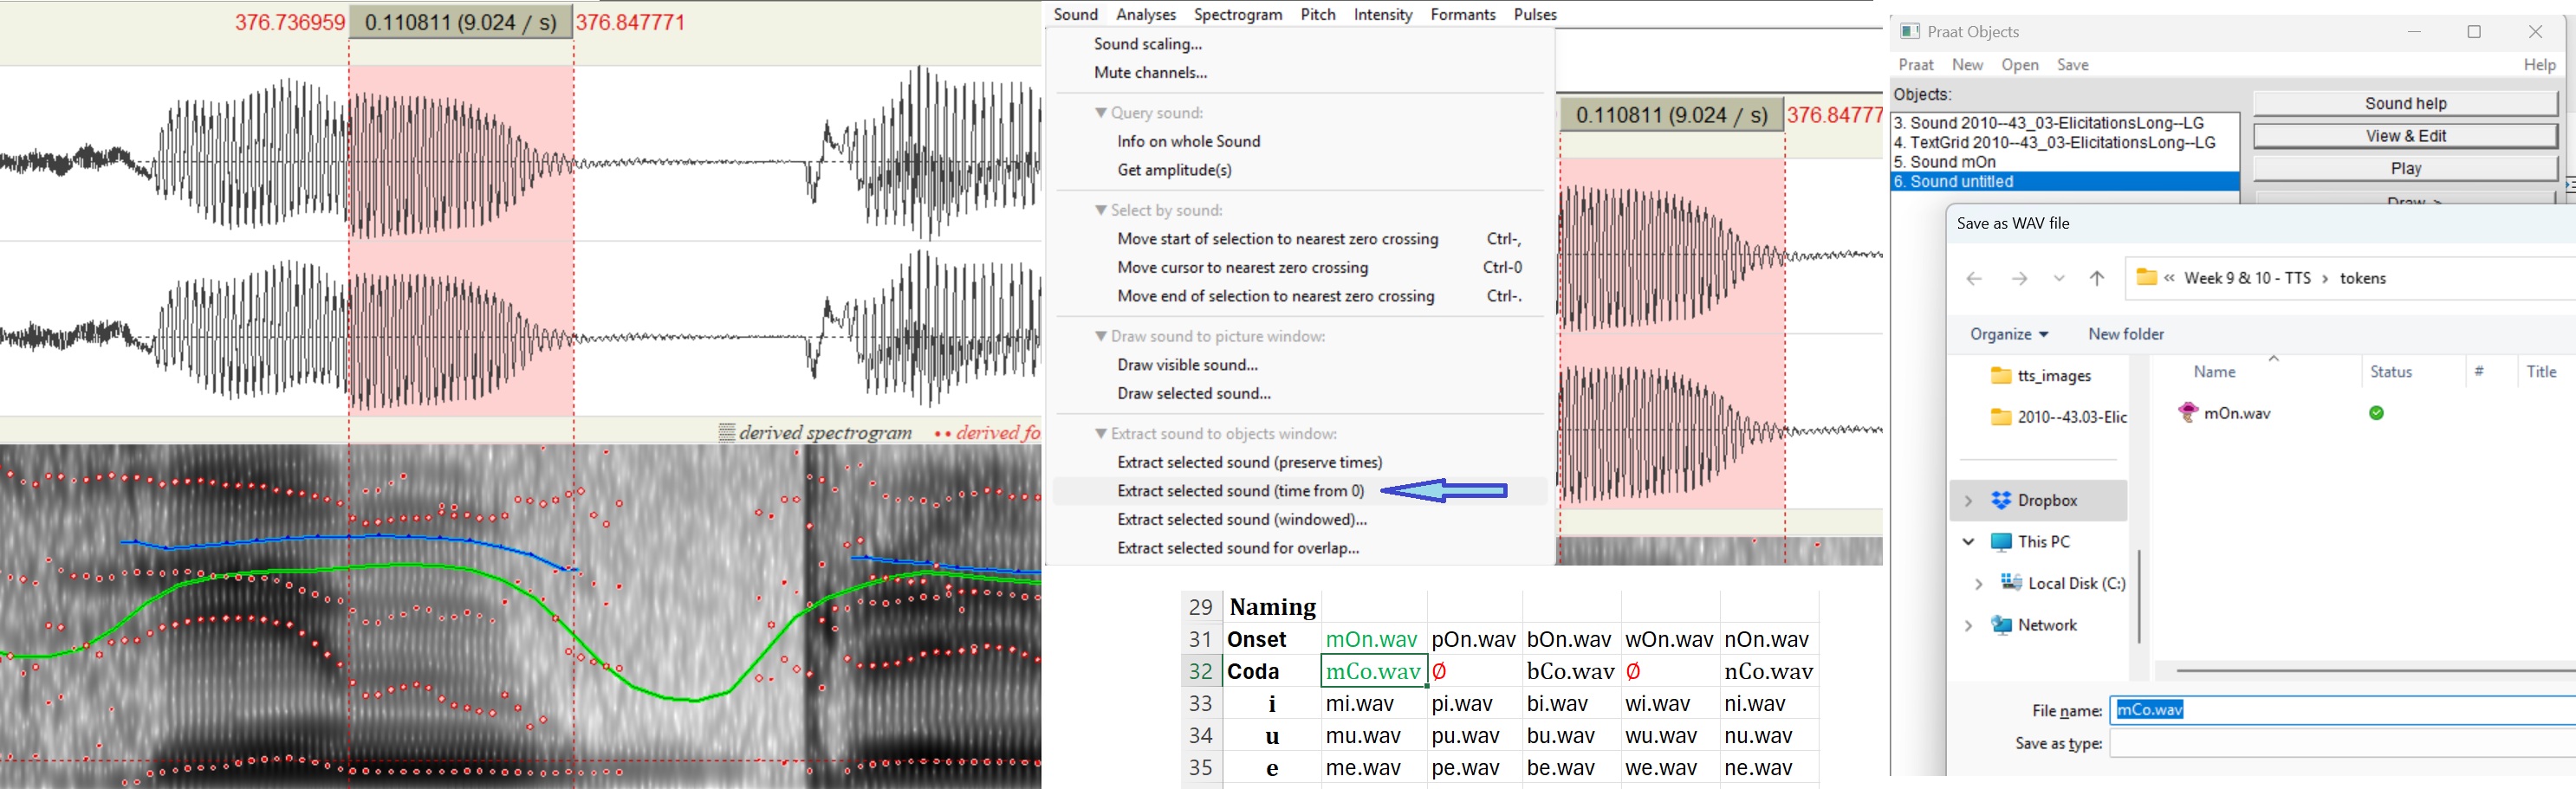 376.736959 0.110811 (9.024 / s) 376.847771
derived spectrogram •• derived fo
Sound Analyses Spectrogram Pitch Intensity Formants Pulses
Sound scaling...
Mute channels...
▼ Query sound:
Info on whole Sound
Get amplitude(s)
▼ Select by sound:
Move start of selection to nearest zero crossing Ctrl-,
Move cursor to nearest zero crossing Ctrl-0
Move end of selection to nearest zero crossing Ctrl-.
▼ Draw sound to picture window:
Draw visible sound...
Draw selected sound...
▼ Extract sound to objects window:
Extract selected sound (preserve times)
Extract selected sound (time from 0)
Extract selected sound (windowed)...
Extract selected sound for overlap...
0.110811 (9.024 / s) 376.84777
29 Naming
31 Onset mOn.wav pOn.wav bOn.wav wOn.wav nOn.wav
32 Coda mCo.wav Ø bCo.wav Ø nCo.wav
33 i mi.wav pi.wav bi.wav wi.wav ni.wav
34 u mu.wav pu.wav bu.wav wu.wav nu.wav
35 e me.wav pe.wav be.wav we.wav ne.wav
Praat Objects
Praat New Open Save Help
Objects:
3. Sound 2010--43_03-ElicitationsLong--LG
4. TextGrid 2010--43_03-ElicitationsLong--LG
5. Sound mOn
6. Sound untitled
Sound help
View & Edit
Play
Draw >
Save as WAV file
« Week 9 & 10 - TTS › tokens
Organize New folder
Name Status # Title
tts_images
2010--43.03-Elic
mOn.wav
Dropbox
This PC
Local Disk (C:)
Network
File name: mCo.wav
Save as type: